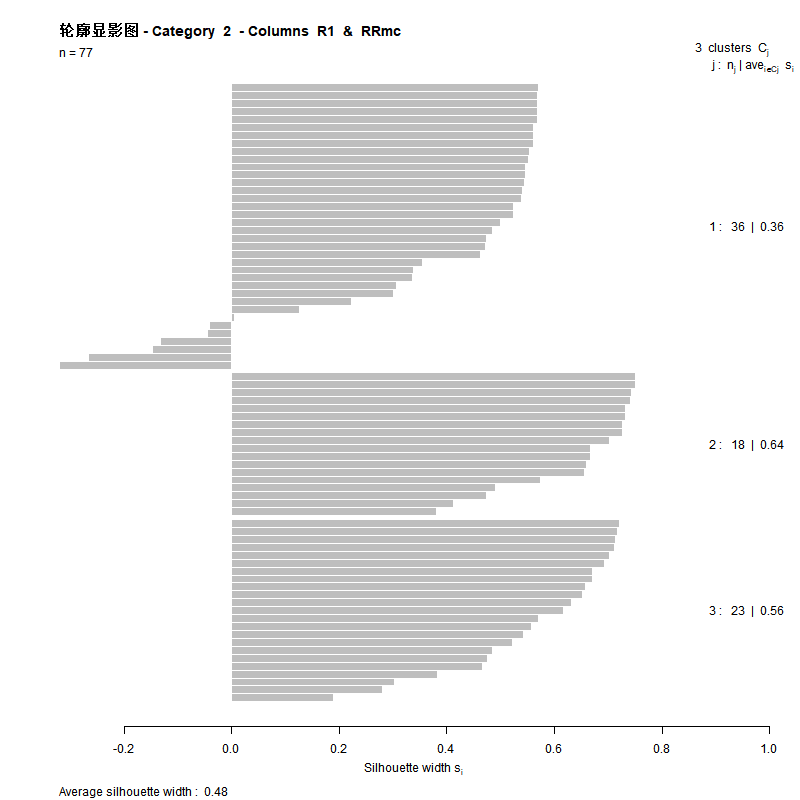 轮廓显影图 - Category 2 - Columns R1 & RRmc
n = 77
3 clusters Cj
j : nj | avei∈Cj si
1 : 36 | 0.36
2 : 18 | 0.64
3 : 23 | 0.56
-0.2 0.0 0.2 0.4 0.6 0.8 1.0
Silhouette width si
Average silhouette width : 0.48